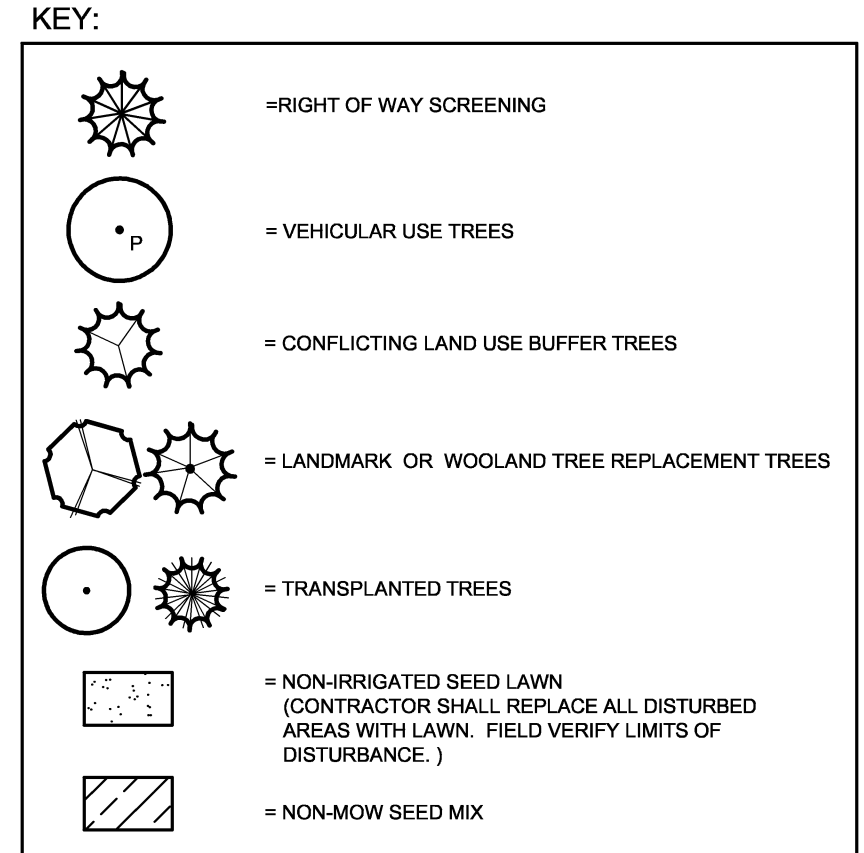 KEY:
=RIGHT OF WAY SCREENING
P
= VEHICULAR USE TREES
= CONFLICTING LAND USE BUFFER TREES
= LANDMARK OR WOOLAND TREE REPLACEMENT TREES
= TRANSPLANTED TREES
= NON-IRRIGATED SEED LAWN
(CONTRACTOR SHALL REPLACE ALL DISTURBED
AREAS WITH LAWN. FIELD VERIFY LIMITS OF
DISTURBANCE. )
= NON-MOW SEED MIX